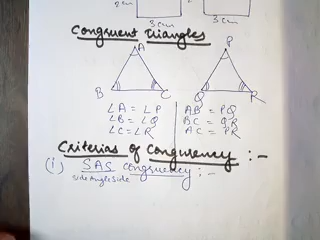 3cm
3cm
Congruent Triangles
A P
B C Q R
∠A = ∠P AB = PQ
∠B = ∠Q BC = QR
∠C = ∠R AC = PR
Criterias of Congruency :-
(i) SAS Congruency :-
Side Angle Side